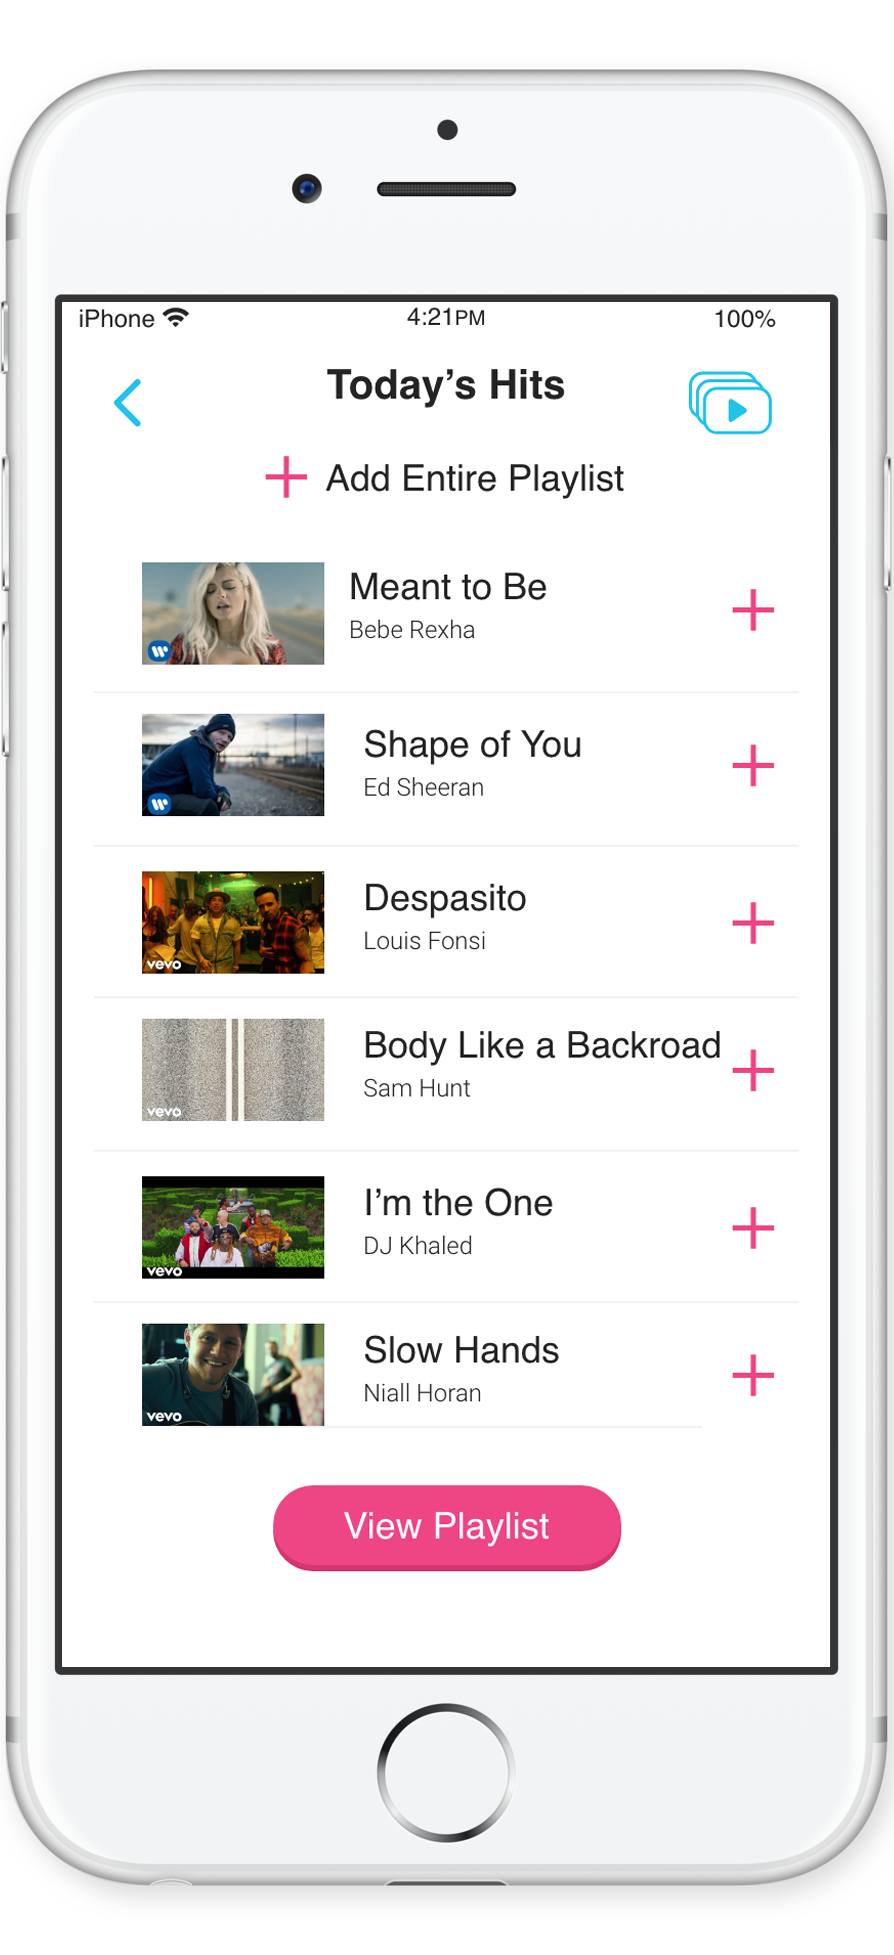 iPhone 4:21PM 100%
Today’s Hits
Add Entire Playlist
Meant to Be
Bebe Rexha
Shape of You
Ed Sheeran
Despasito
Louis Fonsi
vevo
Body Like a Backroad
Sam Hunt
vevo
I’m the One
DJ Khaled
vevo
Slow Hands
Niall Horan
vevo
View Playlist